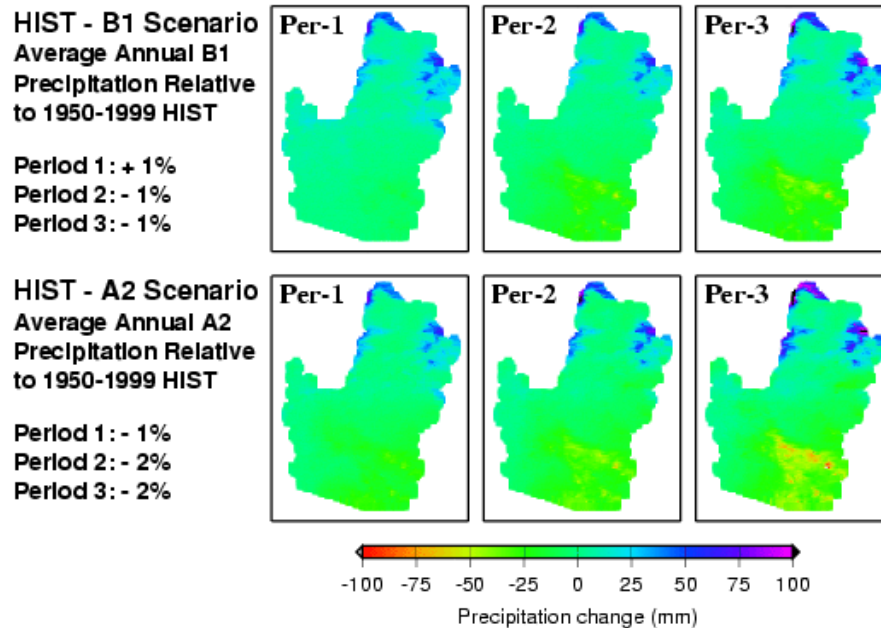 HIST - B1 Scenario
Average Annual B1
Precipitation Relative
to 1950-1999 HIST
Period 1: + 1%
Period 2: - 1%
Period 3: - 1%
Per-1
Per-2
Per-3
HIST - A2 Scenario
Average Annual A2
Precipitation Relative
to 1950-1999 HIST
Period 1: - 1%
Period 2: - 2%
Period 3: - 2%
Per-1
Per-2
Per-3
-100 -75 -50 -25 0 25 50 75 100
Precipitation change (mm)